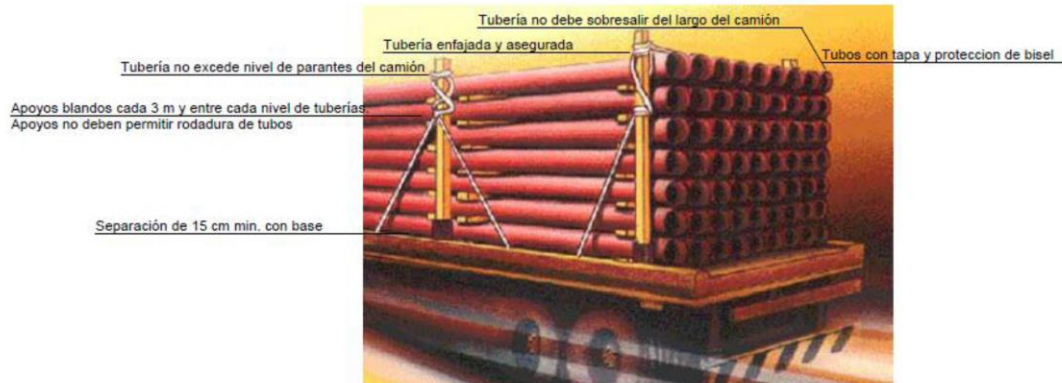 Tubería no debe sobresalir del largo del camión
Tubería enfajada y asegurada
Tubos con tapa y proteccion de bisel
Tubería no excede nivel de parantes del camión
Apoyos blandos cada 3 m y entre cada nivel de tuberías.
Apoyos no deben permitir rodadura de tubos
Separación de 15 cm min. con base